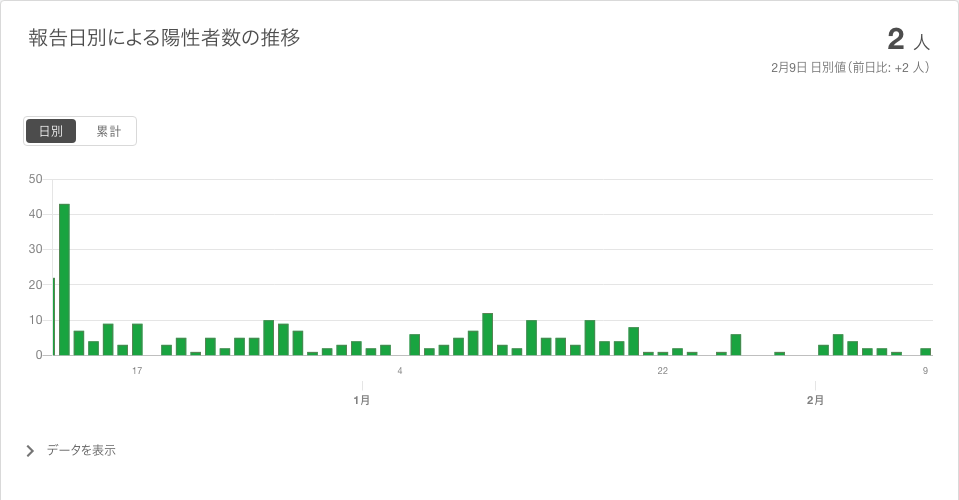 報告日別による陽性者数の推移
2 人
2月9日 日別値（前日比: +2 人）
日別 累計
50
40
30
20
10
0
17 4 22 9
1月 2月
データを表示